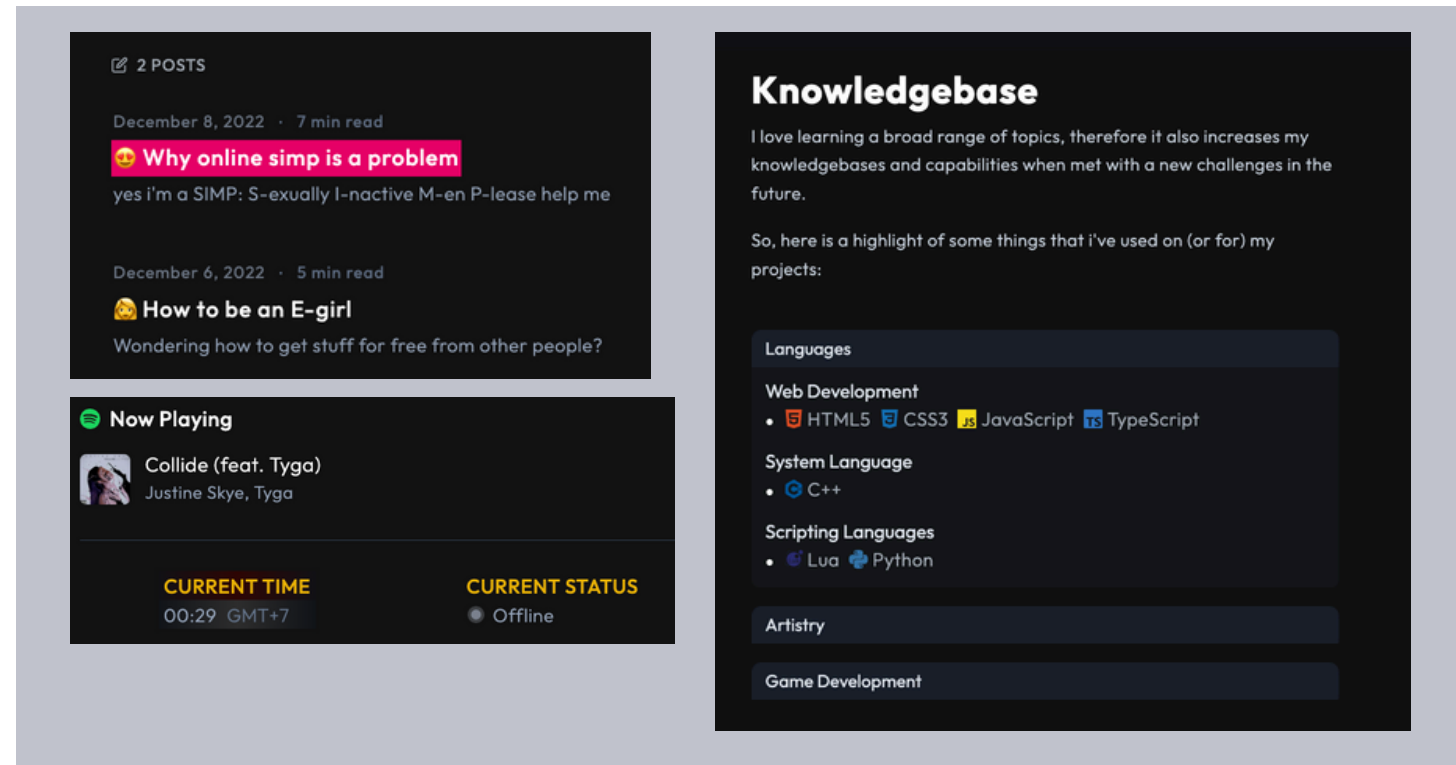 2 POSTS
December 8, 2022 · 7 min read
😍 Why online simp is a problem
yes i'm a SIMP: S-exually I-nactive M-en P-lease help me
December 6, 2022 · 5 min read
👩 How to be an E-girl
Wondering how to get stuff for free from other people?
Now Playing
Collide (feat. Tyga)
Justine Skye, Tyga
CURRENT TIME
00:29 GMT+7
CURRENT STATUS
Offline
Knowledgebase
I love learning a broad range of topics, therefore it also increases my
knowledgebases and capabilities when met with a new challenges in the
future.
So, here is a highlight of some things that i've used on (or for) my
projects:
Languages
Web Development
• HTML5 CSS3 JS JavaScript TS TypeScript
System Language
• C++
Scripting Languages
• Lua Python
Artistry
Game Development